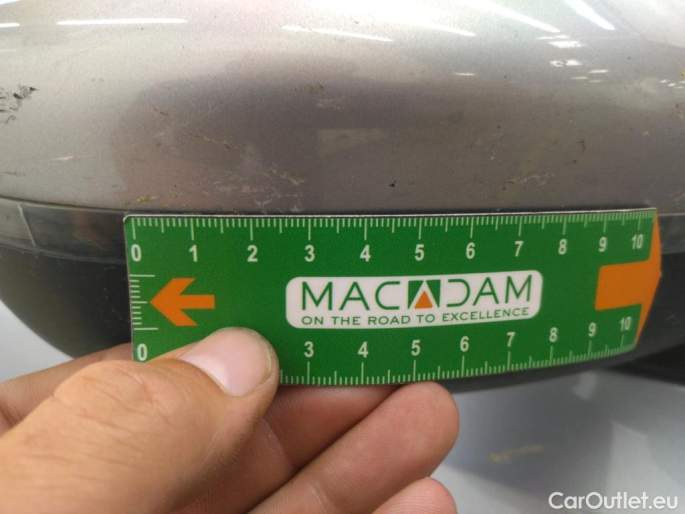 0 1 2 3 4 5 6 7 8 9 10
MACADAM
ON THE ROAD TO EXCELLENCE
0 3 4 5 6 7 8 9 10
CarOutlet.eu